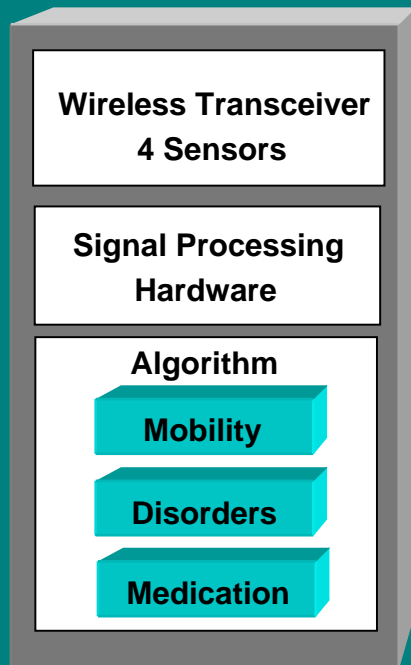 Wireless Transceiver
4 Sensors
Signal Processing
Hardware
Algorithm
Mobility
Disorders
Medication